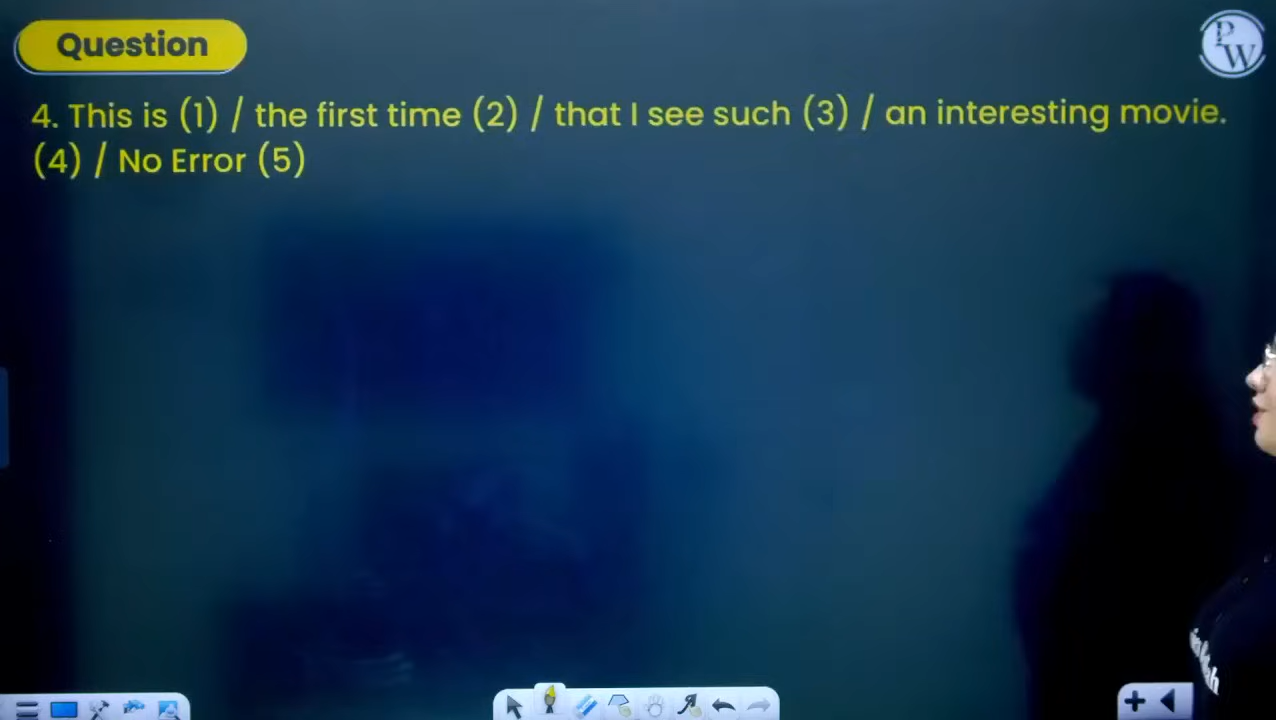 Question
PW
4. This is (1) / the first time (2) / that I see such (3) / an interesting movie.
(4) / No Error (5)